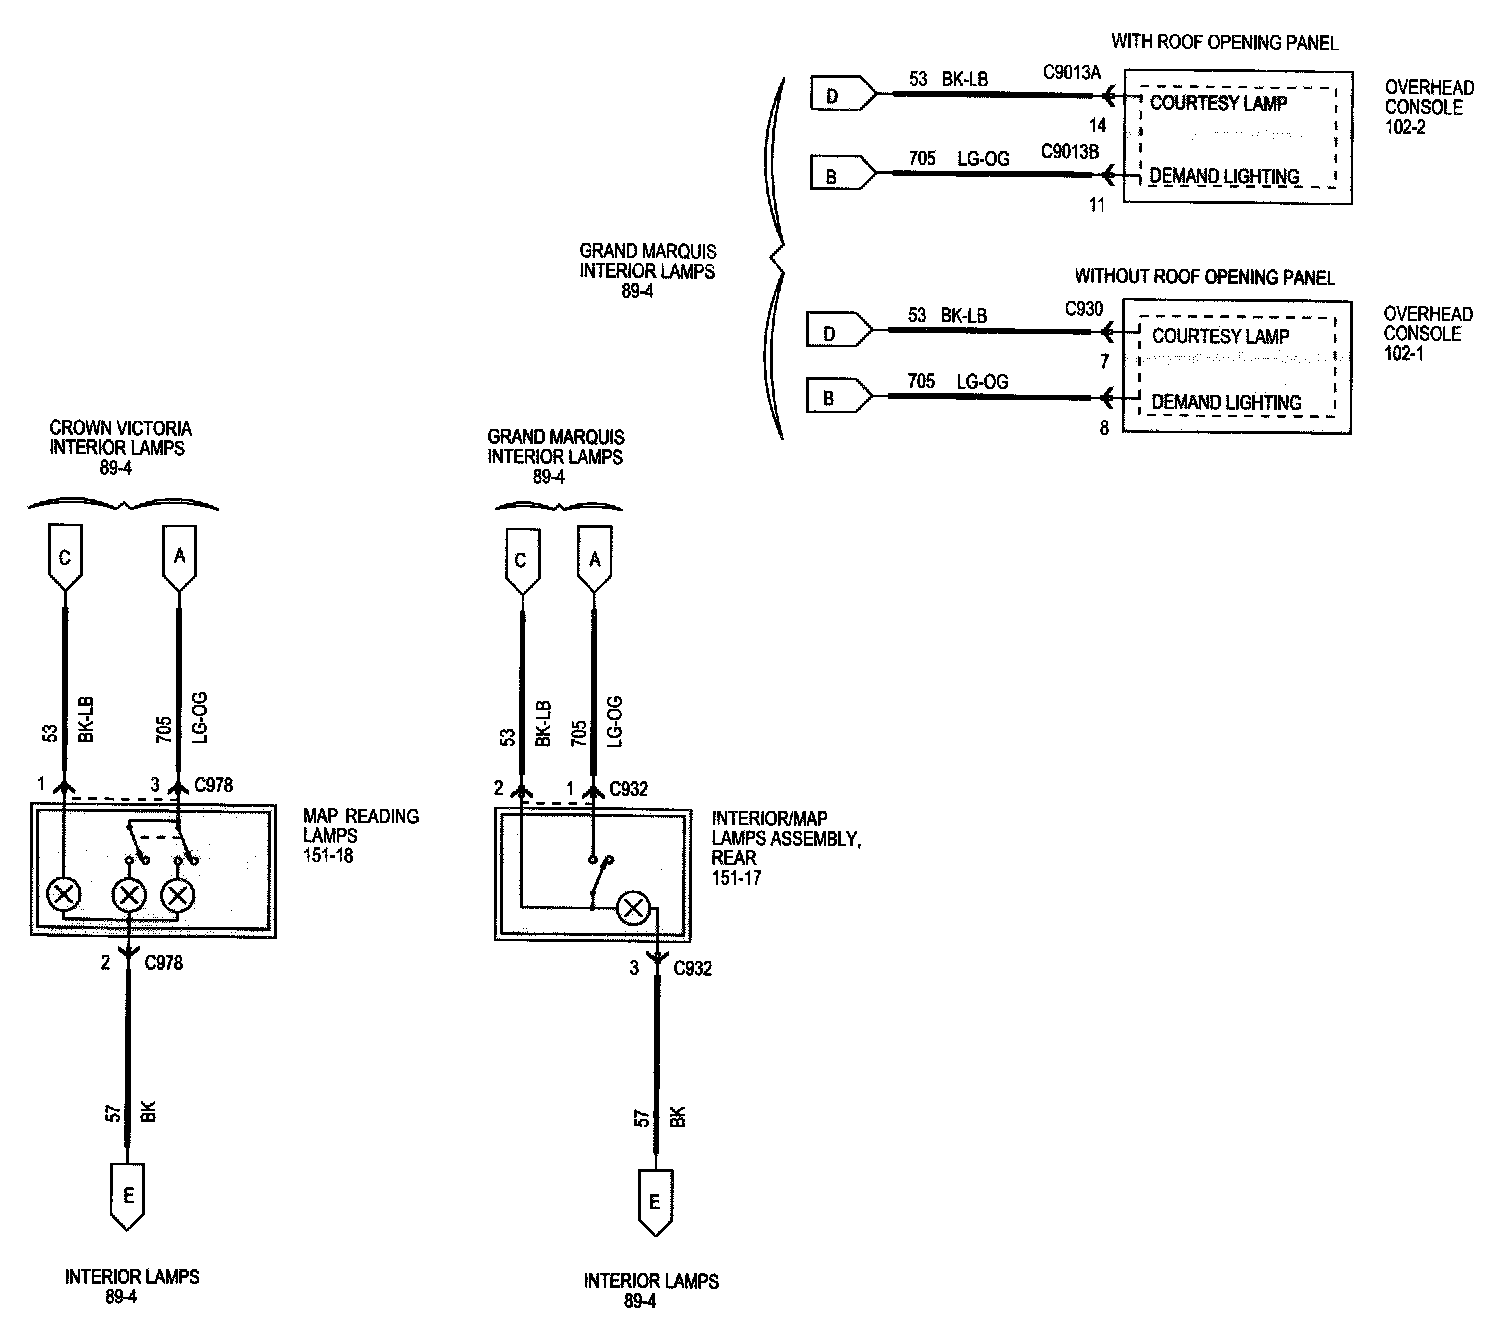 WITH ROOF OPENING PANEL
D
53 BK-LB
C9013A
14
COURTESY LAMP
OVERHEAD
CONSOLE
102-2
B
705 LG-OG
C9013B
11
DEMAND LIGHTING
GRAND MARQUIS
INTERIOR LAMPS
89-4
WITHOUT ROOF OPENING PANEL
D
53 BK-LB
C930
7
COURTESY LAMP
OVERHEAD
CONSOLE
102-1
B
705 LG-OG
8
DEMAND LIGHTING
CROWN VICTORIA
INTERIOR LAMPS
89-4
C
A
53
BK-LB
705
LG-OG
1
3
C978
MAP READING
LAMPS
151-18
2
C978
57
BK
E
INTERIOR LAMPS
89-4
GRAND MARQUIS
INTERIOR LAMPS
89-4
C
A
53
BK-LB
705
LG-OG
2
1
C932
INTERIOR/MAP
LAMPS ASSEMBLY,
REAR
151-17
3
C932
57
BK
E
INTERIOR LAMPS
89-4